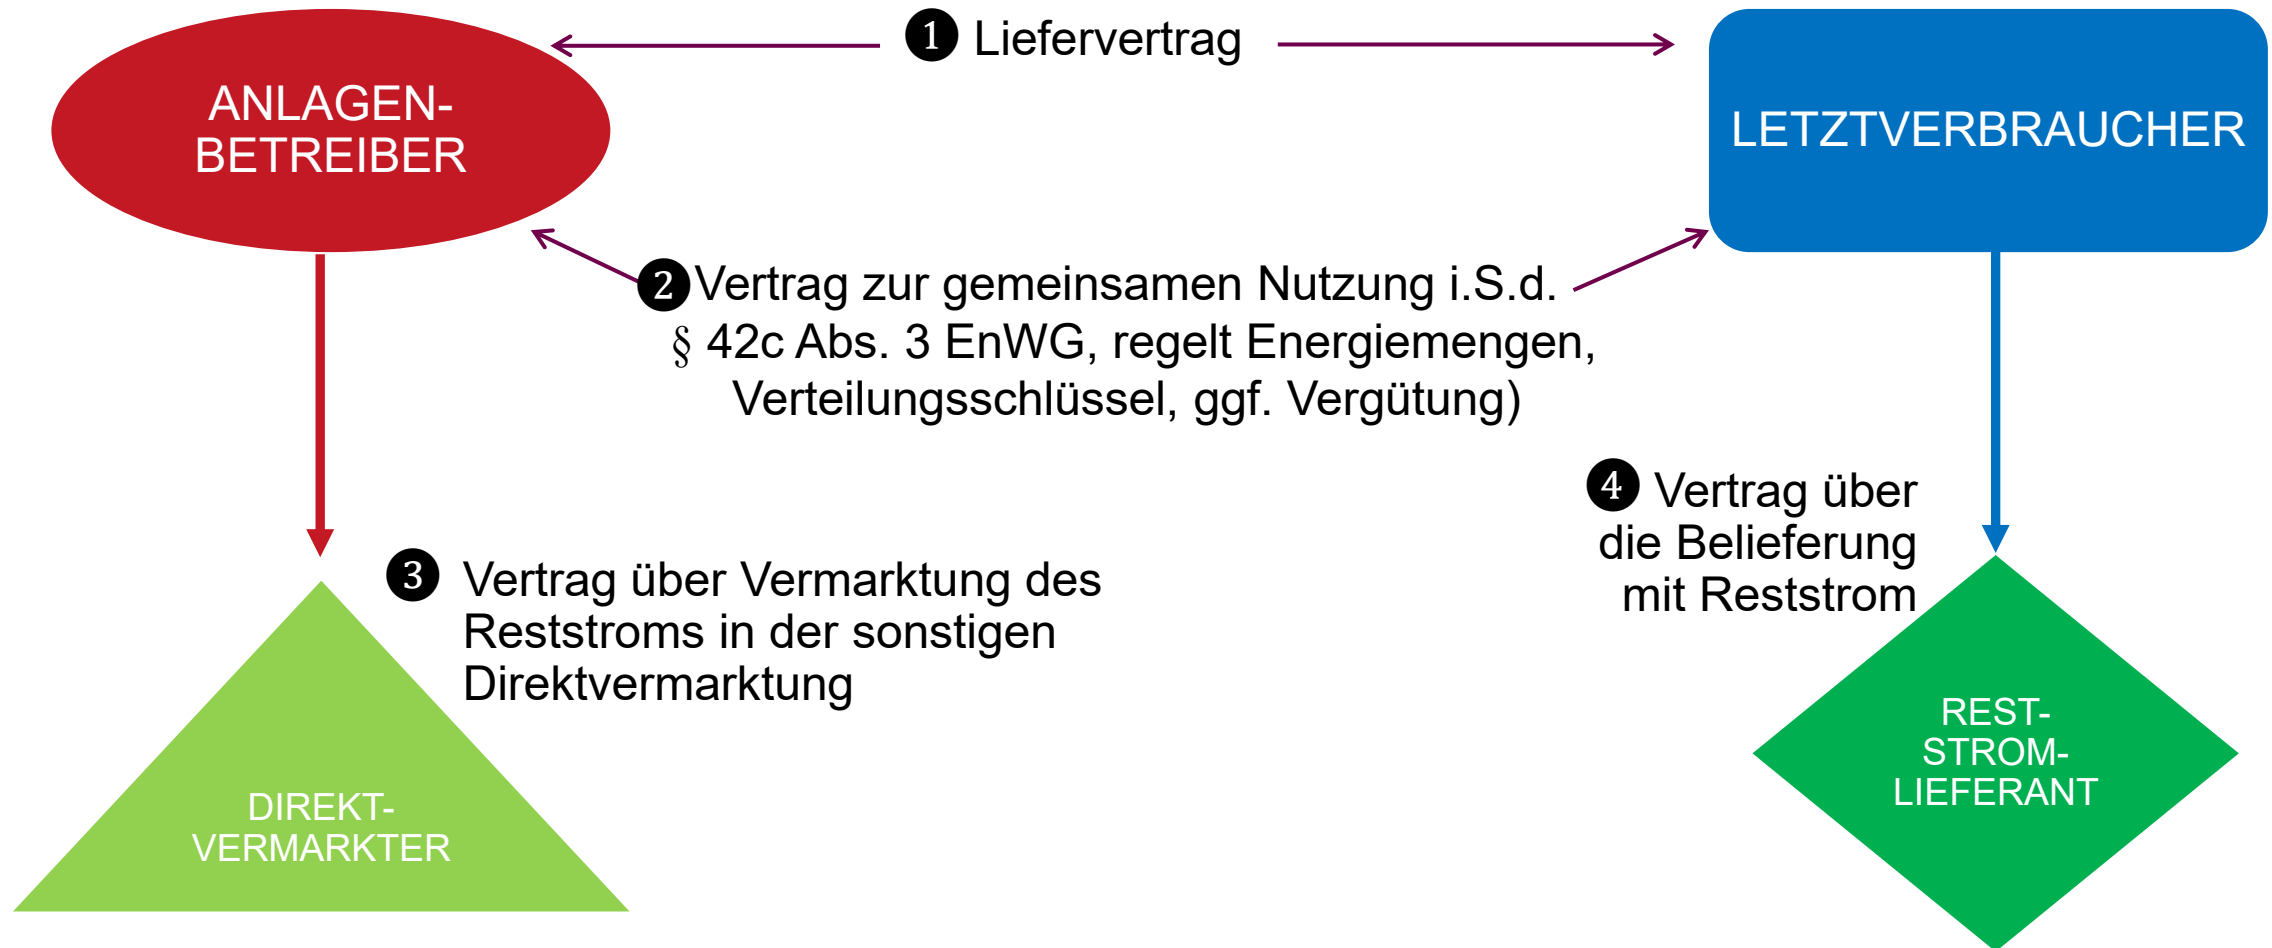 ❶ Liefervertrag
ANLAGEN-
BETREIBER
LETZTVERBRAUCHER
❷Vertrag zur gemeinsamen Nutzung i.S.d.
§ 42c Abs. 3 EnWG, regelt Energiemengen,
Verteilungsschlüssel, ggf. Vergütung)
❹ Vertrag über
die Belieferung
mit Reststrom
❸ Vertrag über Vermarktung des
Reststroms in der sonstigen
Direktvermarktung
DIREKT-
VERMARKTER
REST-
STROM-
LIEFERANT